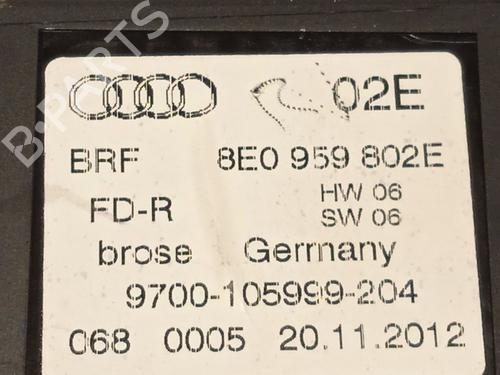 02E
BRF 8E0 959 802E
FD-R HW 06
SW 06
brose Germany
9700-105999-204
068 0005 20.11.2012
B-PARTS